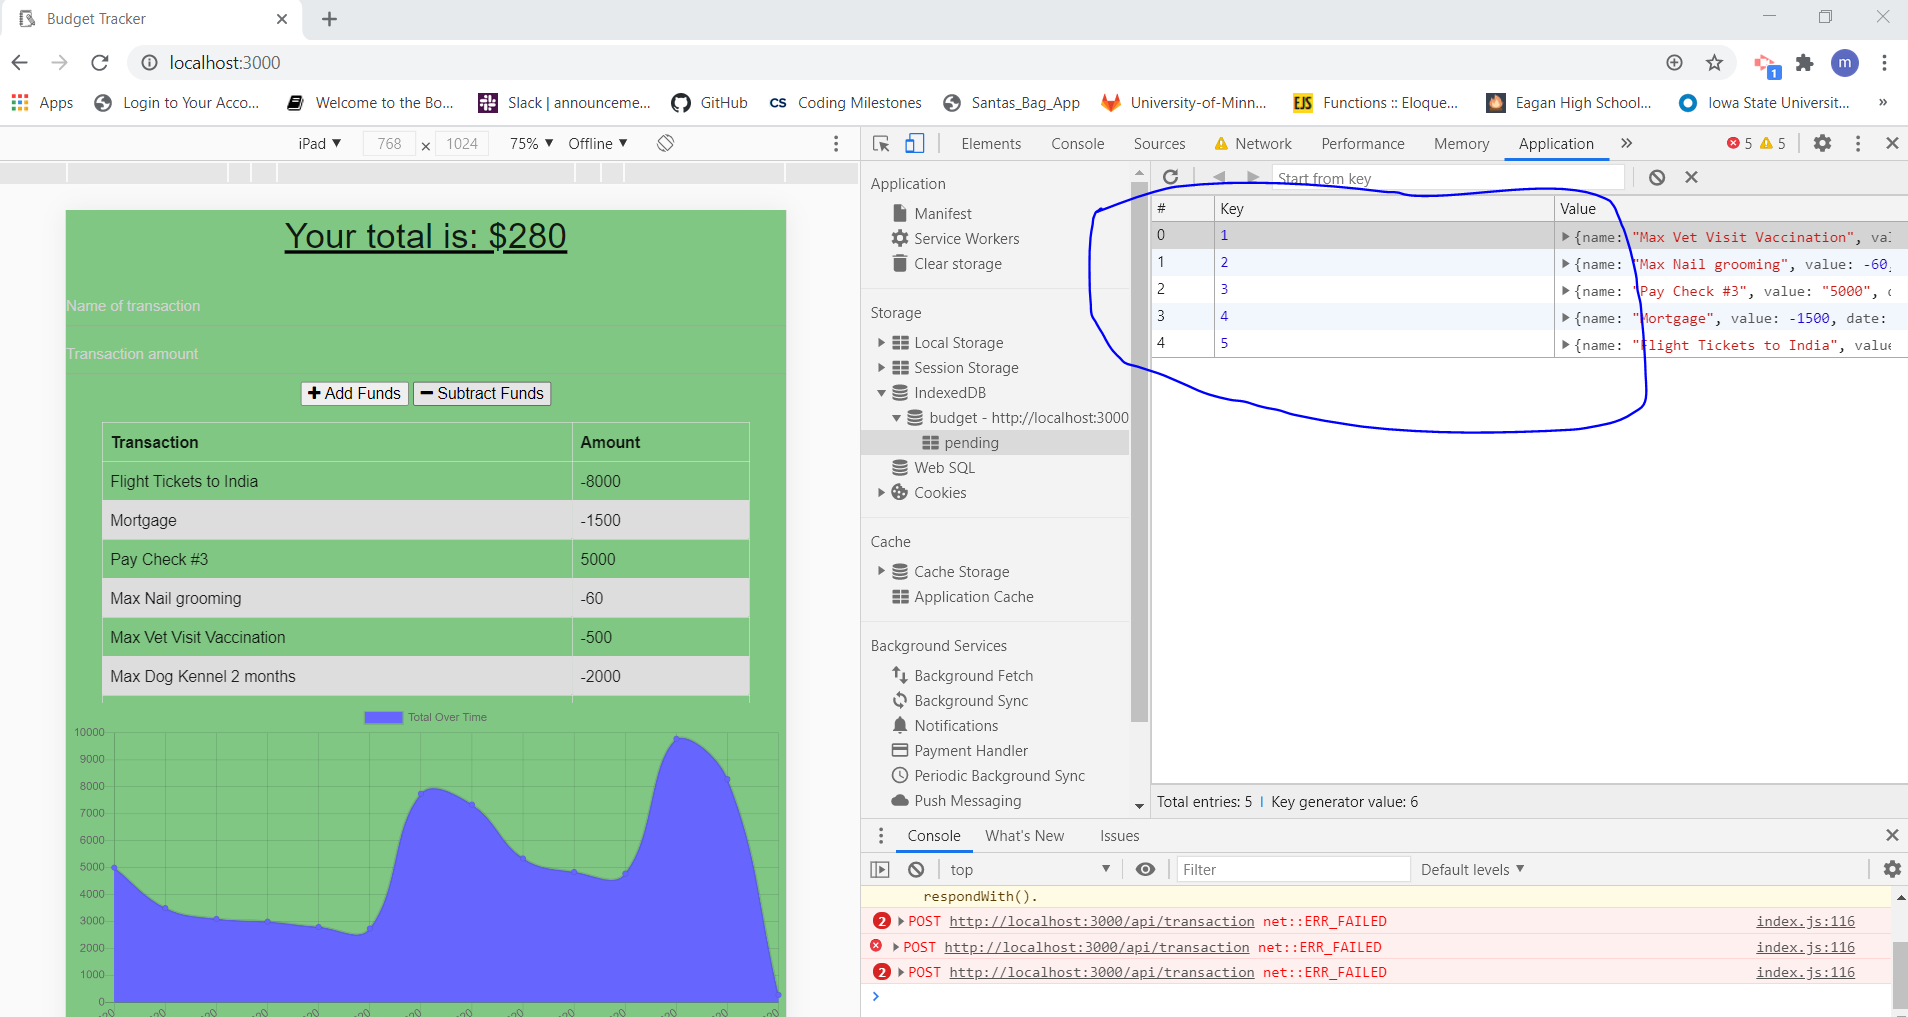 Budget Tracker
localhost:3000
Apps Login to Your Acco... Welcome to the Bo... Slack | announceme... GitHub CS Coding Milestones Santas_Bag_App University-of-Minn... EJS Functions :: Eloque... Eagan High School... Iowa State Universit... »
1
m
iPad 768 x 1024 75% Offline
Your total is: $280
Name of transaction
Transaction amount
+ Add Funds − Subtract Funds
Transaction Amount
Flight Tickets to India -8000
Mortgage -1500
Pay Check #3 5000
Max Nail grooming -60
Max Vet Visit Vaccination -500
Max Dog Kennel 2 months -2000
Total Over Time
10000
9000
8000
7000
6000
5000
4000
3000
2000
1000
0
Elements Console Sources Network Performance Memory Application » 5 5
Application
Manifest
Service Workers
Clear storage
Storage
Local Storage
Session Storage
IndexedDB
budget - http://localhost:3000
pending
Web SQL
Cookies
Cache
Cache Storage
Application Cache
Background Services
Background Fetch
Background Sync
Notifications
Payment Handler
Periodic Background Sync
Push Messaging
Start from key
# Key Value
0 1 {name: "Max Vet Visit Vaccination", val
1 2 {name: "Max Nail grooming", value: -60,
2 3 {name: "Pay Check #3", value: "5000", d
3 4 {name: "Mortgage", value: -1500, date:
4 5 {name: "Flight Tickets to India", value
Total entries: 5 | Key generator value: 6
Console What's New Issues
top Filter Default levels
respondWith().
2 POST http://localhost:3000/api/transaction net::ERR_FAILED index.js:116
POST http://localhost:3000/api/transaction net::ERR_FAILED index.js:116
2 POST http://localhost:3000/api/transaction net::ERR_FAILED index.js:116